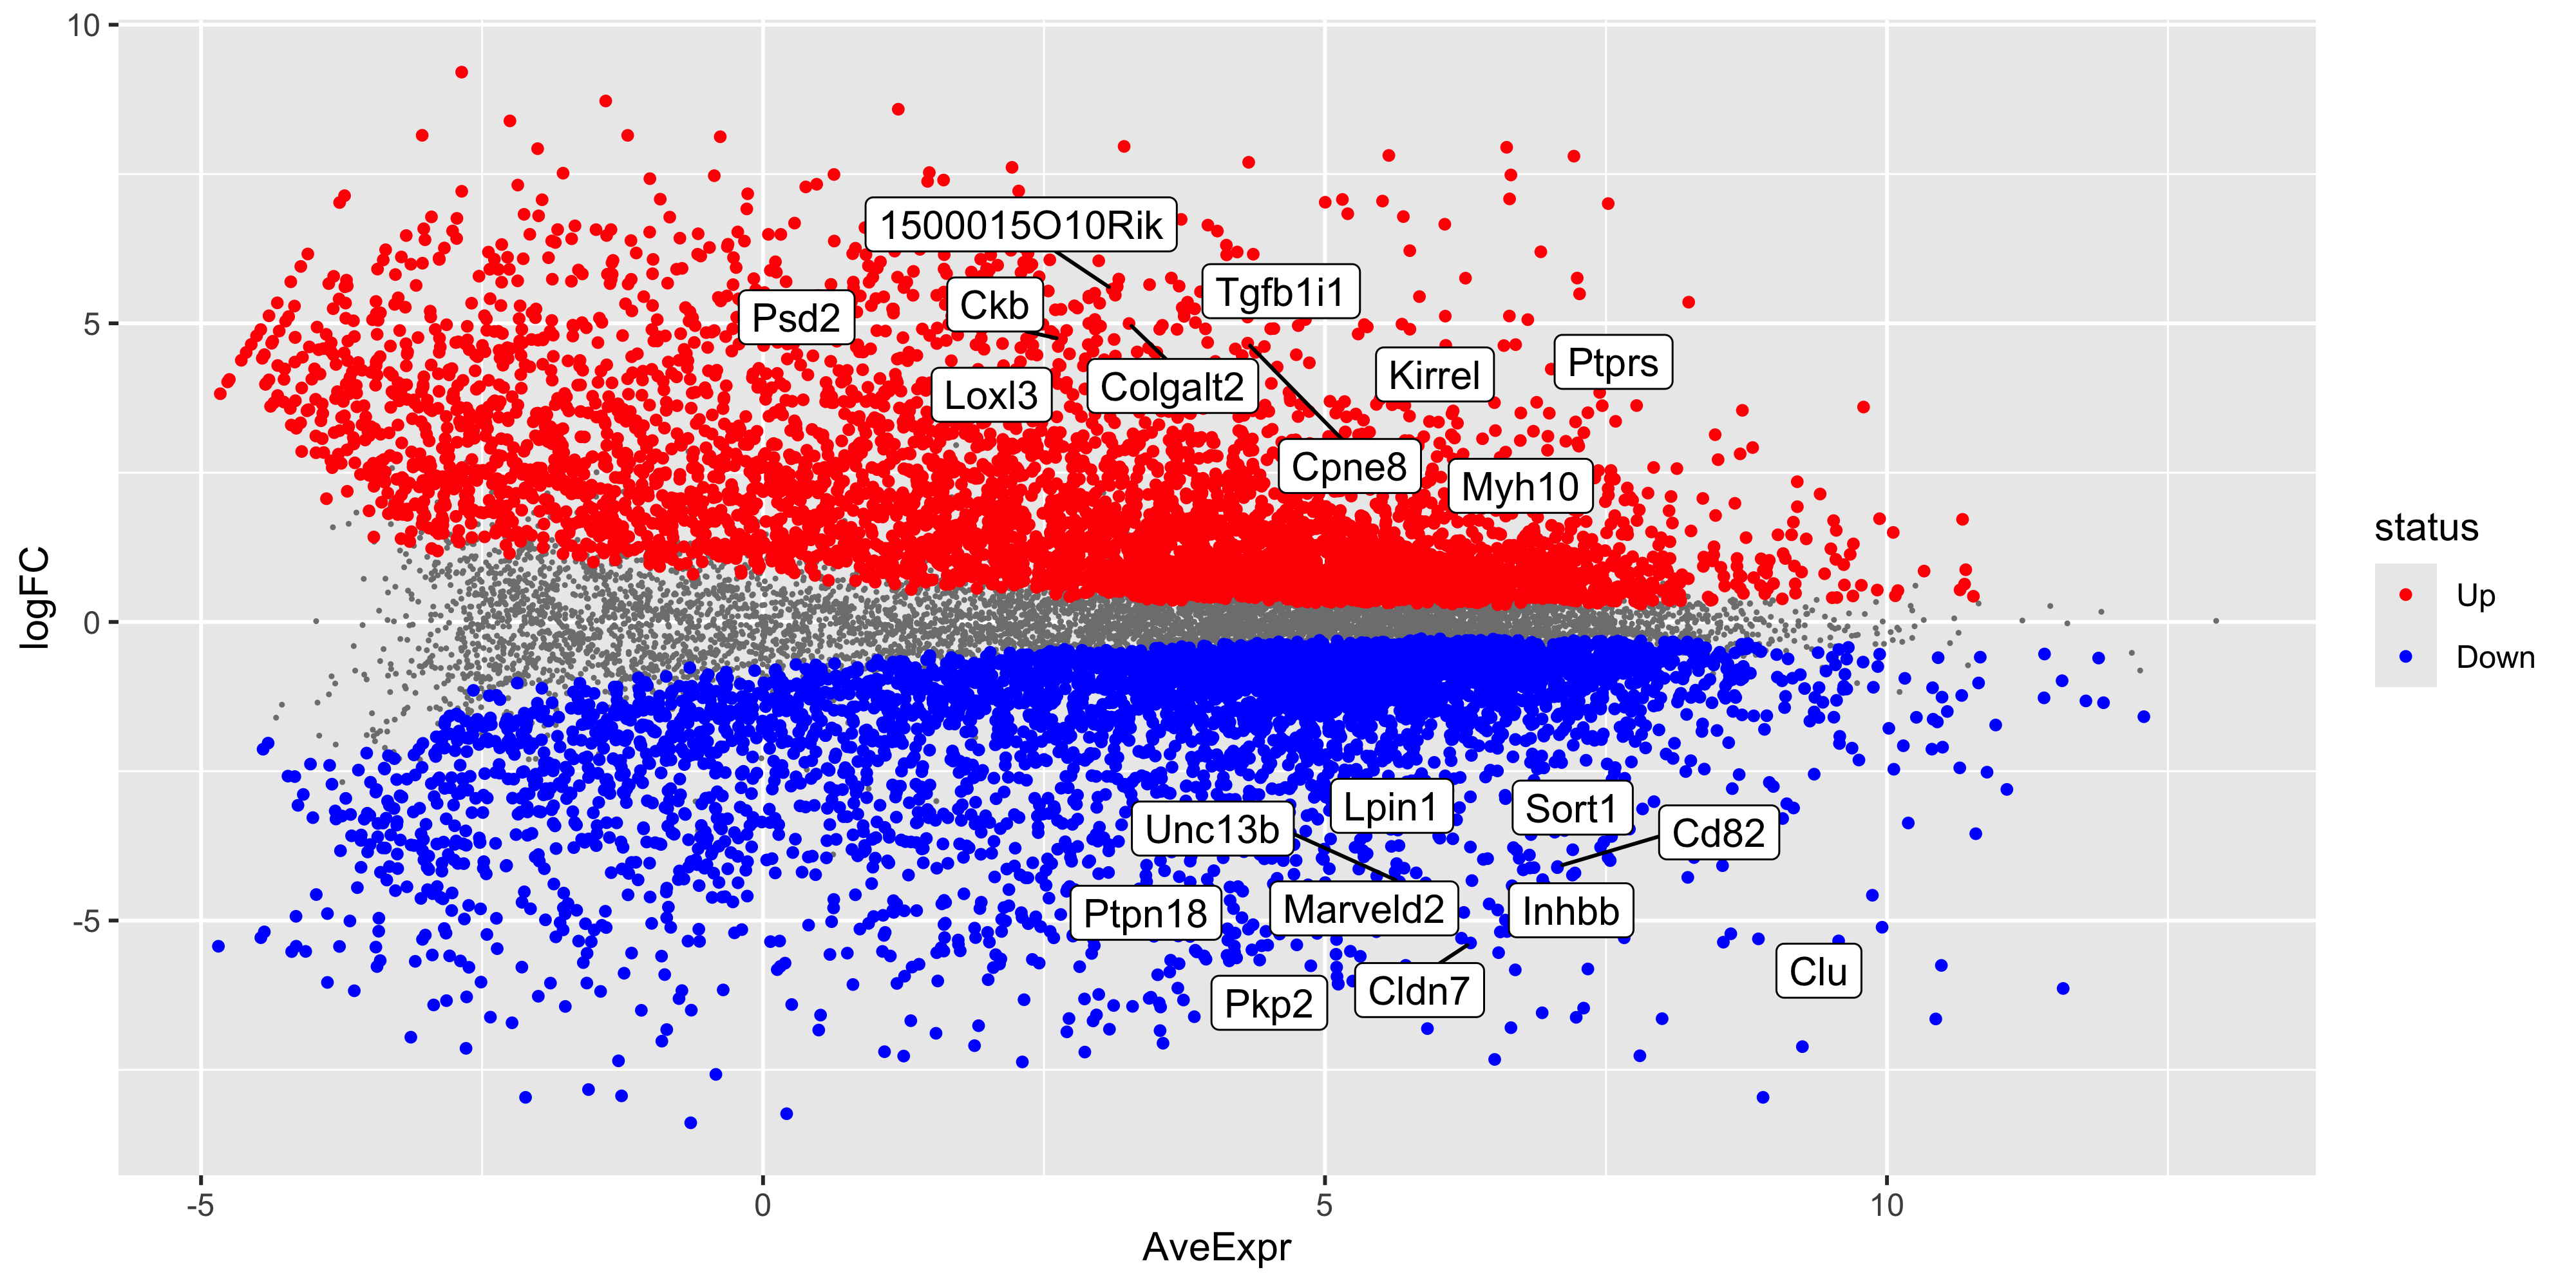 10
5
0
-5
logFC
1500015O10Rik
Tgfb1i1
Ckb
Psd2
Kirrel
Ptprs
Loxl3
Colgalt2
Cpne8
Myh10
Lpin1
Sort1
Unc13b
Cd82
Ptpn18
Marveld2
Inhbb
Clu
Cldn7
Pkp2
-5
0
5
10
AveExpr
status
Up
Down